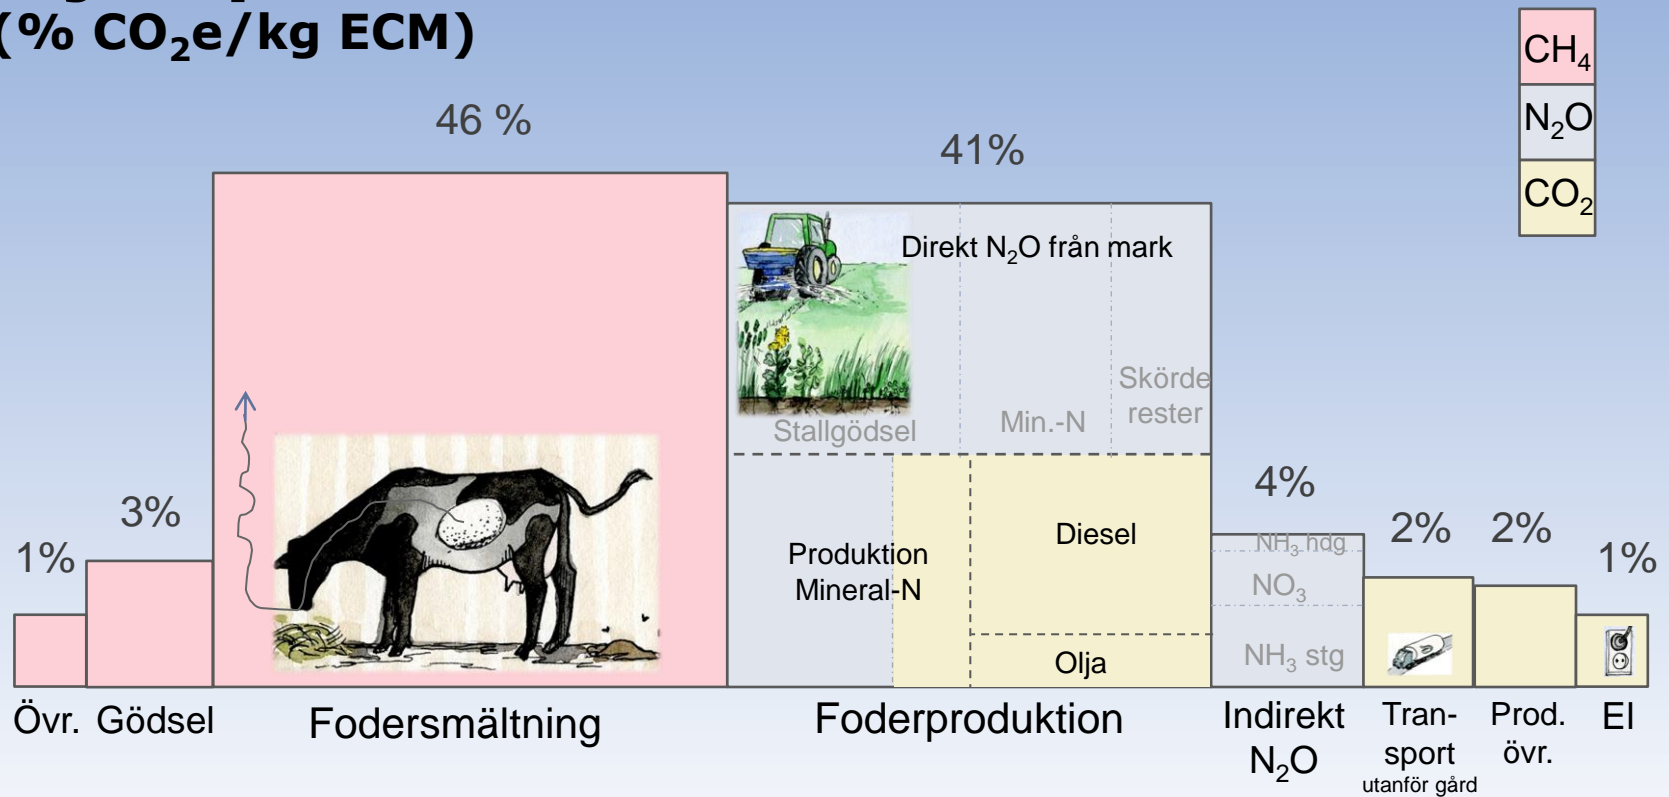 (% CO₂e/kg ECM)
CH₄
N₂O
CO₂
46 %
41%
Direkt N₂O från mark
Skörde
rester
Min.-N
Stallgödsel
4%
3%
2%
2%
1%
1%
Produktion
Mineral-N
Diesel
Olja
NH₃ hdg
NO₃
NH₃ stg
Övr.
Gödsel
Fodersmältning
Foderproduktion
Indirekt
N₂O
Tran-
sport
utanför gård
Prod.
övr.
El